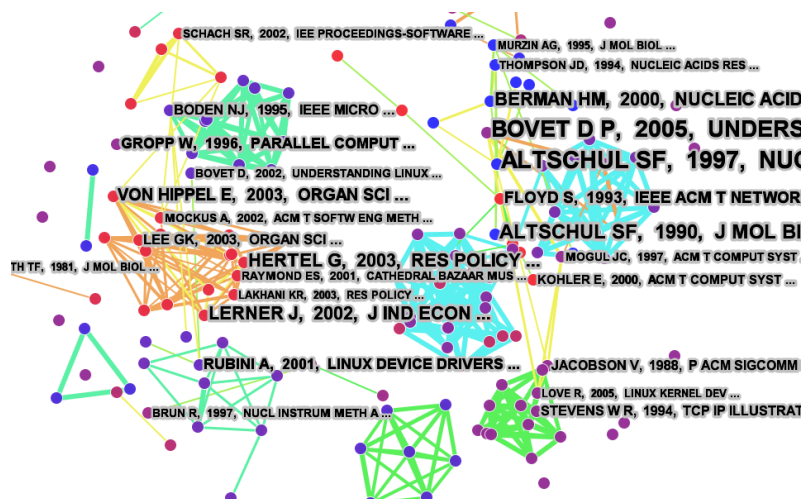 SCHACH SR, 2002, IEE PROCEEDINGS-SOFTWARE ...
MURZIN AG, 1995, J MOL BIOL ...
THOMPSON JD, 1994, NUCLEIC ACIDS RES ...
BERMAN HM, 2000, NUCLEIC ACID
BODEN NJ, 1995, IEEE MICRO ...
BOVET D P, 2005, UNDERS
GROPP W, 1996, PARALLEL COMPUT ...
ALTSCHUL SF, 1997, NUC
BOVET D, 2002, UNDERSTANDING LINUX ...
VON HIPPEL E, 2003, ORGAN SCI ...
FLOYD S, 1993, IEEE ACM T NETWOR
MOCKUS A, 2002, ACM T SOFTW ENG METH ...
ALTSCHUL SF, 1990, J MOL BI
LEE GK, 2003, ORGAN SCI ...
MOGUL JC, 1997, ACM T COMPUT SYST ...
HERTEL G, 2003, RES POLICY ...
TH TF, 1981, J MOL BIOL ...
RAYMOND ES, 2001, CATHEDRAL BAZAAR MUS ...
KOHLER E, 2000, ACM T COMPUT SYST ...
LAKHANI KR, 2003, RES POLICY ...
LERNER J, 2002, J IND ECON ...
RUBINI A, 2001, LINUX DEVICE DRIVERS ...
JACOBSON V, 1988, P ACM SIGCOMM
LOVE R, 2005, LINUX KERNEL DEV ...
BRUN R, 1997, NUCL INSTRUM METH A ...
STEVENS W R, 1994, TCP IP ILLUSTRAT